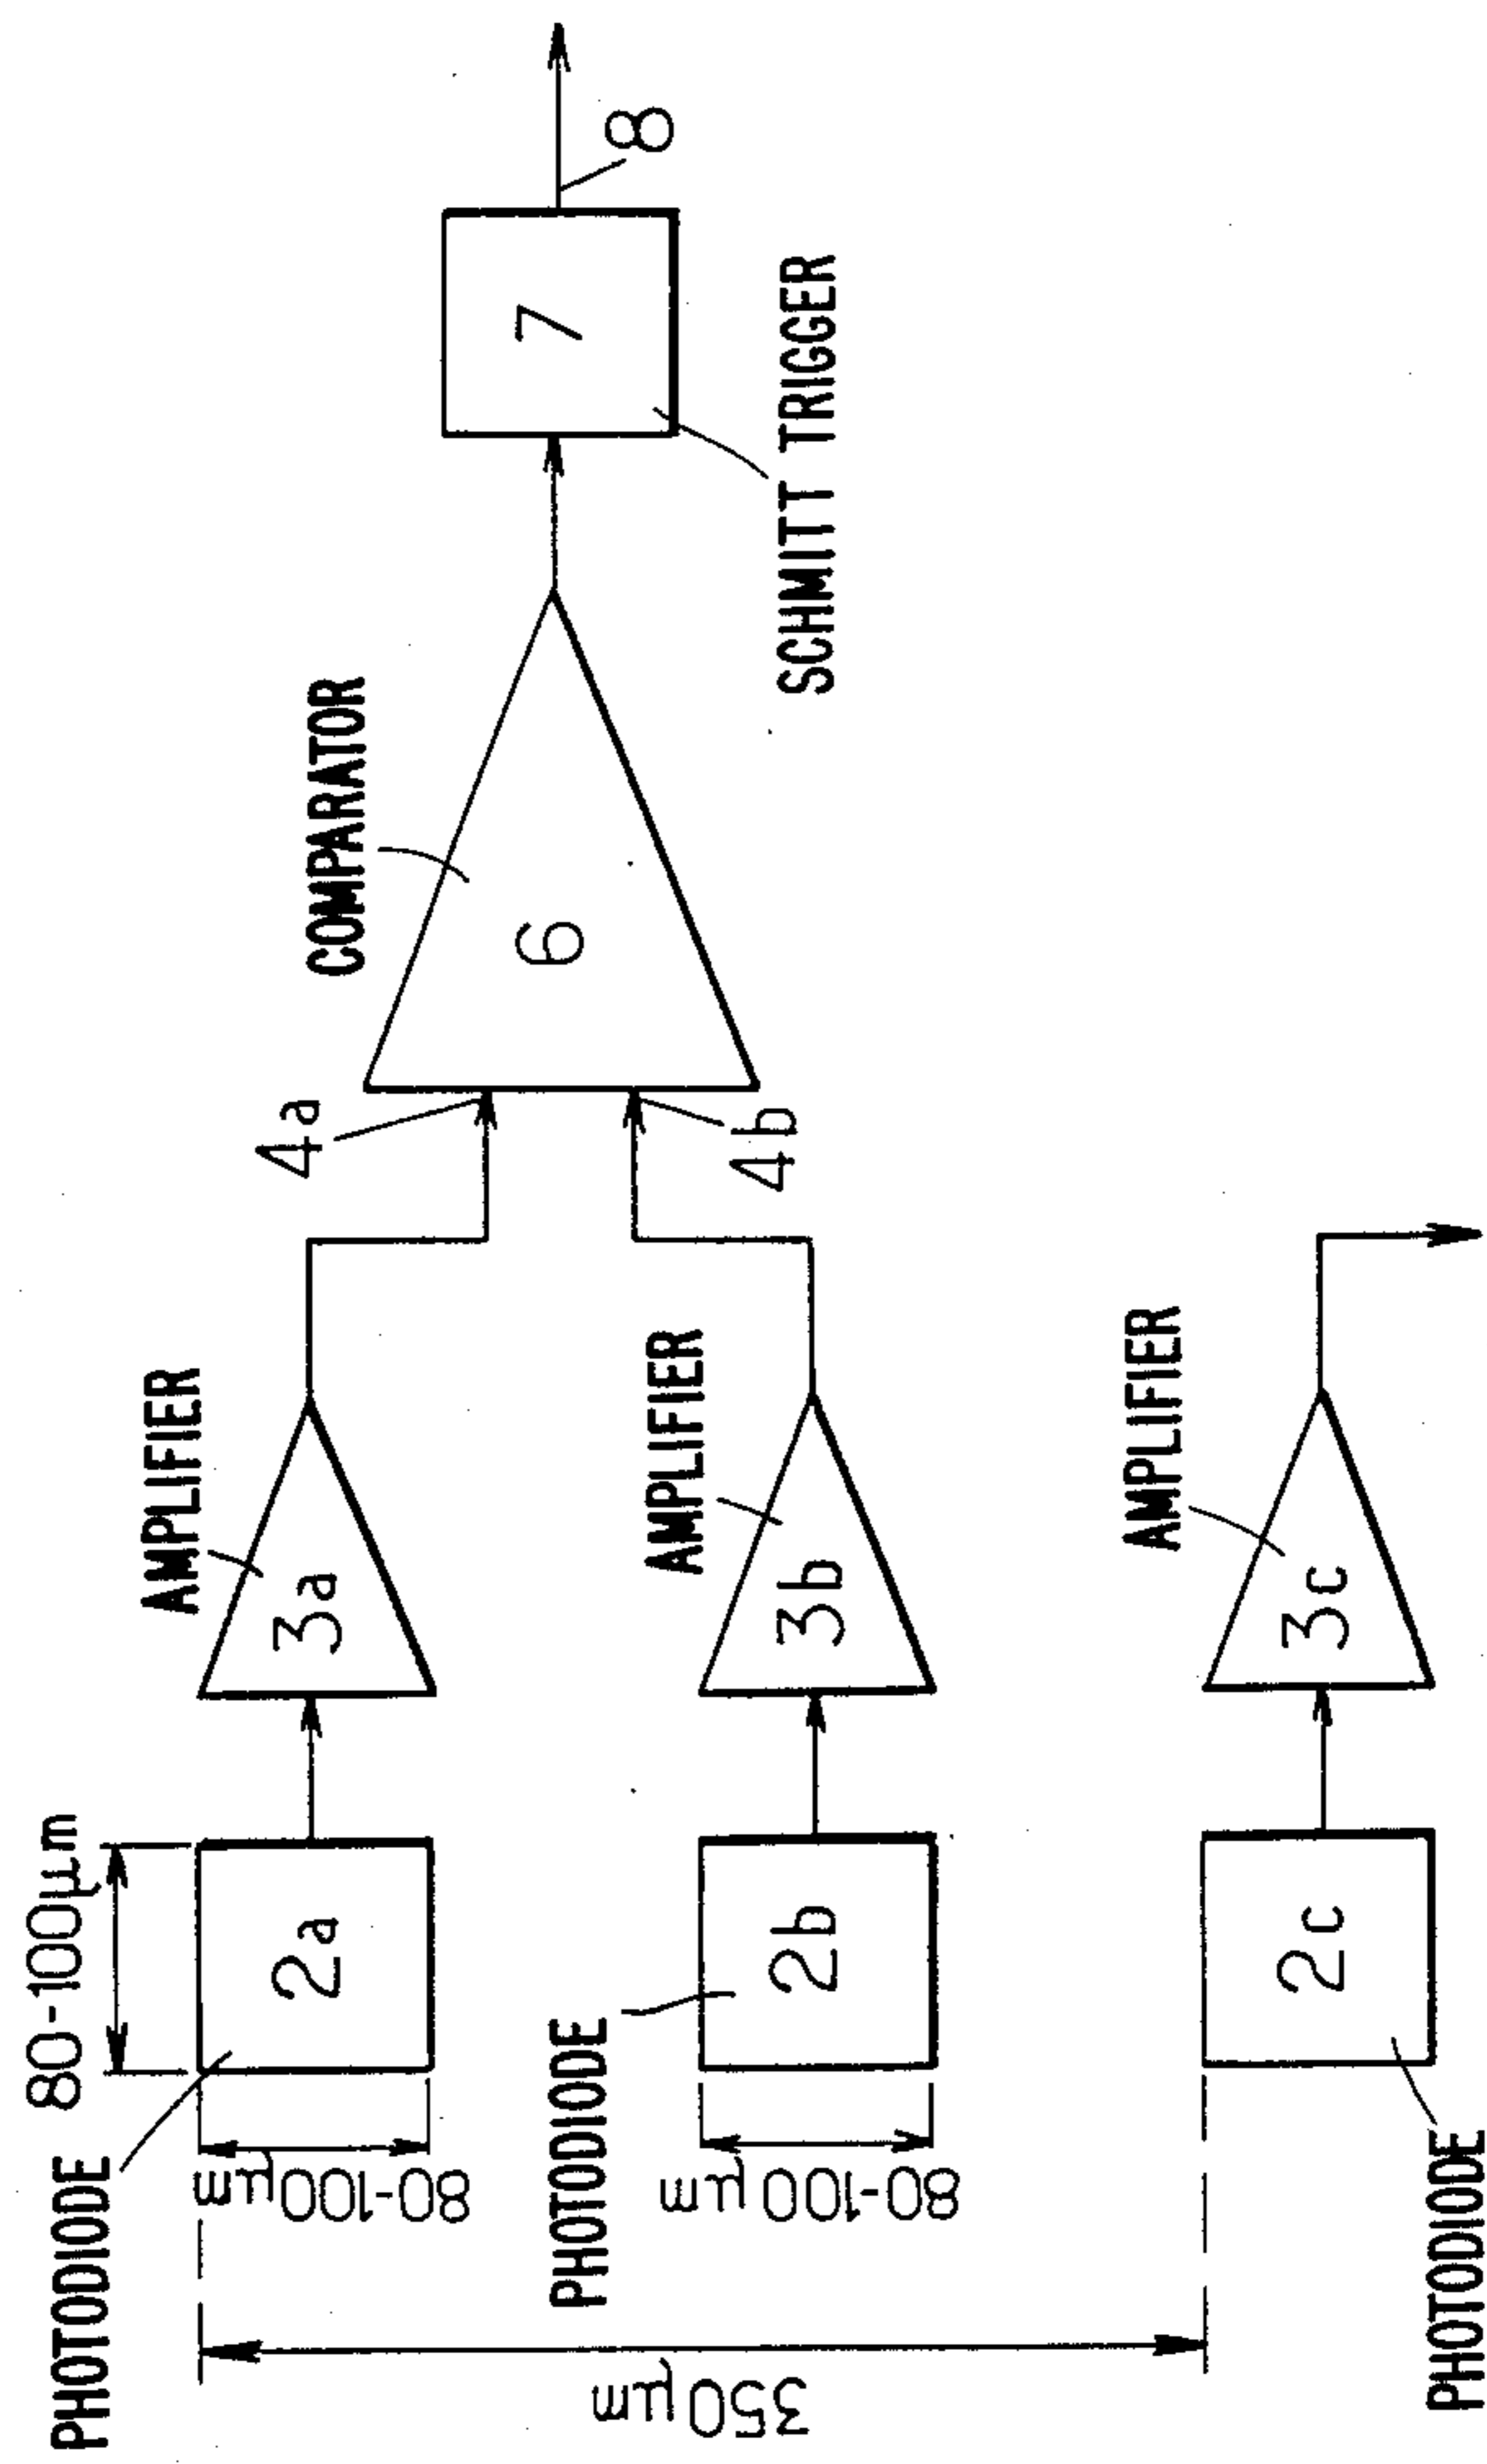 PHOTODIODE
80-100μm
80-100μm
2a
AMPLIFIER
3a
4a
COMPARATOR
6
7
8
SCHMITT TRIGGER
PHOTODIODE
80-100μm
2b
AMPLIFIER
3b
4b
350μm
PHOTODIODE
2c
AMPLIFIER
3c